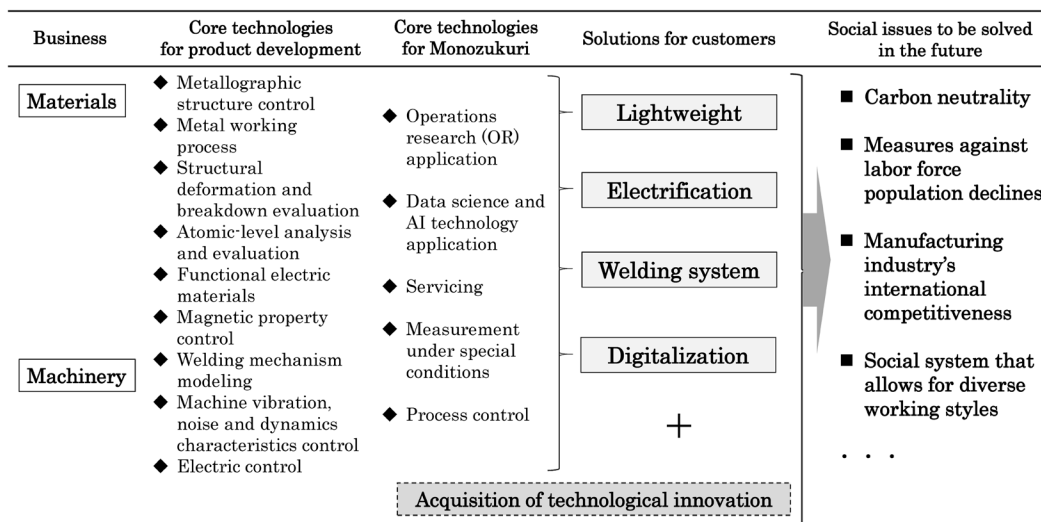 Business
Core technologies
for product development
Core technologies
for Monozukuri
Solutions for customers
Social issues to be solved
in the future
Materials
Machinery
◆ Metallographic
structure control
◆ Metal working
process
◆ Structural
deformation and
breakdown evaluation
◆ Atomic-level analysis
and evaluation
◆ Functional electric
materials
◆ Magnetic property
control
◆ Welding mechanism
modeling
◆ Machine vibration,
noise and dynamics
characteristics control
◆ Electric control
◆ Operations
research (OR)
application
◆ Data science and
AI technology
application
◆ Servicing
◆ Measurement
under special
conditions
◆ Process control
Lightweight
Electrification
Welding system
Digitalization
+
Acquisition of technological innovation
■ Carbon neutrality
■ Measures against
labor force
population declines
■ Manufacturing
industry's
international
competitiveness
■ Social system that
allows for diverse
working styles
. . .